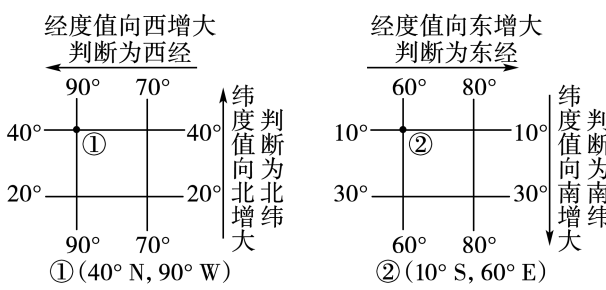 经度值向西增大
判断为西经
90° 70°
40° 40°
①
20° 20°
90° 70°
纬度值向北增大
判断为北纬
①(40° N, 90° W)
经度值向东增大
判断为东经
60° 80°
10° 10°
②
30° 30°
60° 80°
纬度值向南增大
判断为南纬
②(10° S, 60° E)